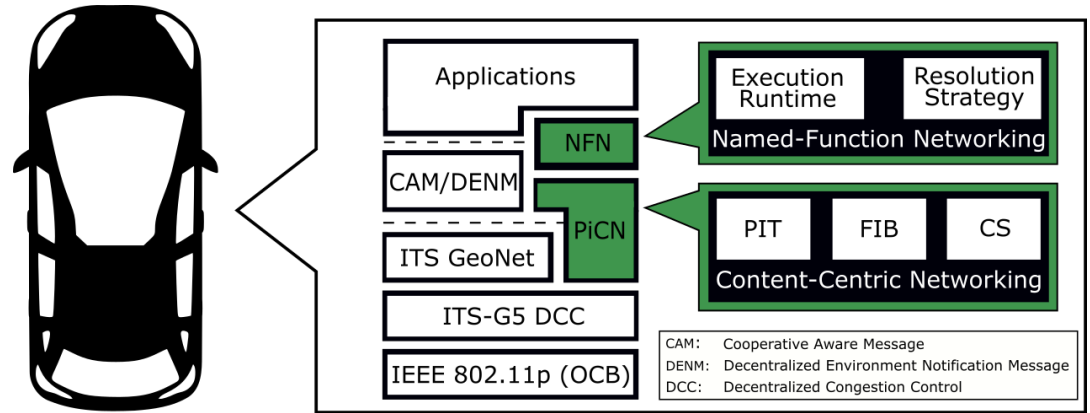 Applications
NFN
CAM/DENM
PiCN
ITS GeoNet
ITS-G5 DCC
IEEE 802.11p (OCB)
Execution
Runtime
Resolution
Strategy
Named-Function Networking
PIT
FIB
CS
Content-Centric Networking
CAM: Cooperative Aware Message
DENM: Decentralized Environment Notification Message
DCC: Decentralized Congestion Control